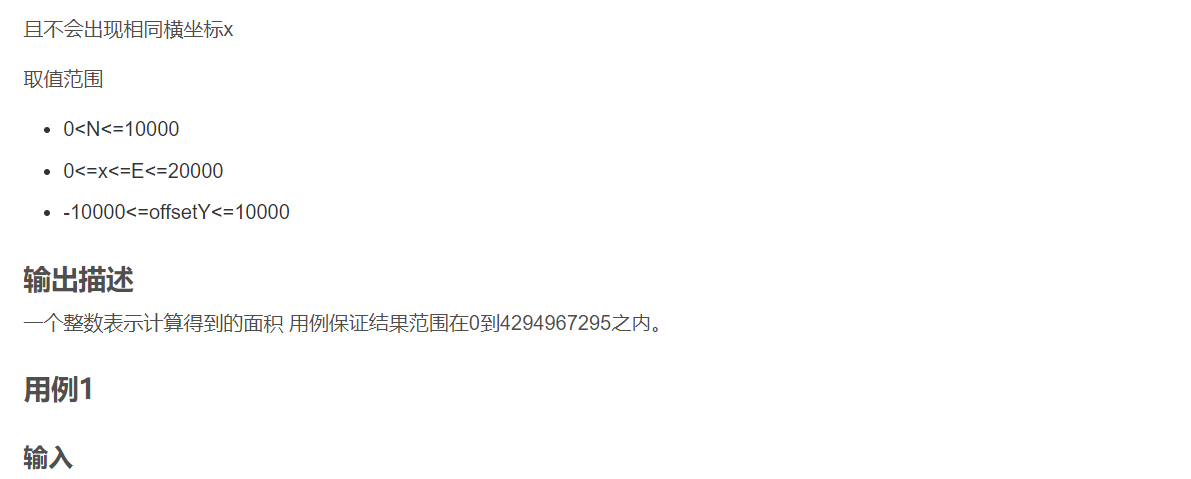 且不会出现相同横坐标x
取值范围
• 0<N<=10000
• 0<=x<=E<=20000
• -10000<=offsetY<=10000
输出描述
一个整数表示计算得到的面积 用例保证结果范围在0到4294967295之内。
用例1
输入